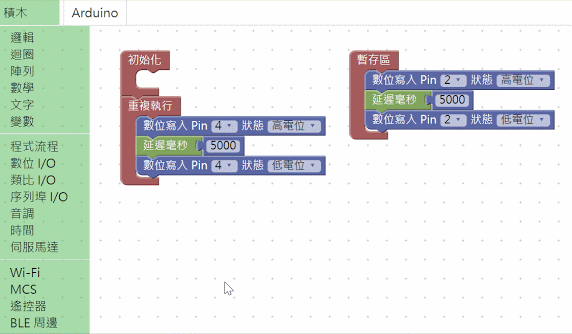 積木 Arduino
邏輯
迴圈
陣列
數學
文字
變數
程式流程
數位 I/O
類比 I/O
序列埠 I/O
音調
時間
伺服馬達
Wi-Fi
MCS
遙控器
BLE 周邊
初始化
重複執行
數位寫入 Pin 4 狀態 高電位
延遲毫秒 5000
數位寫入 Pin 4 狀態 低電位
暫存區
數位寫入 Pin 2 狀態 高電位
延遲毫秒 5000
數位寫入 Pin 2 狀態 低電位